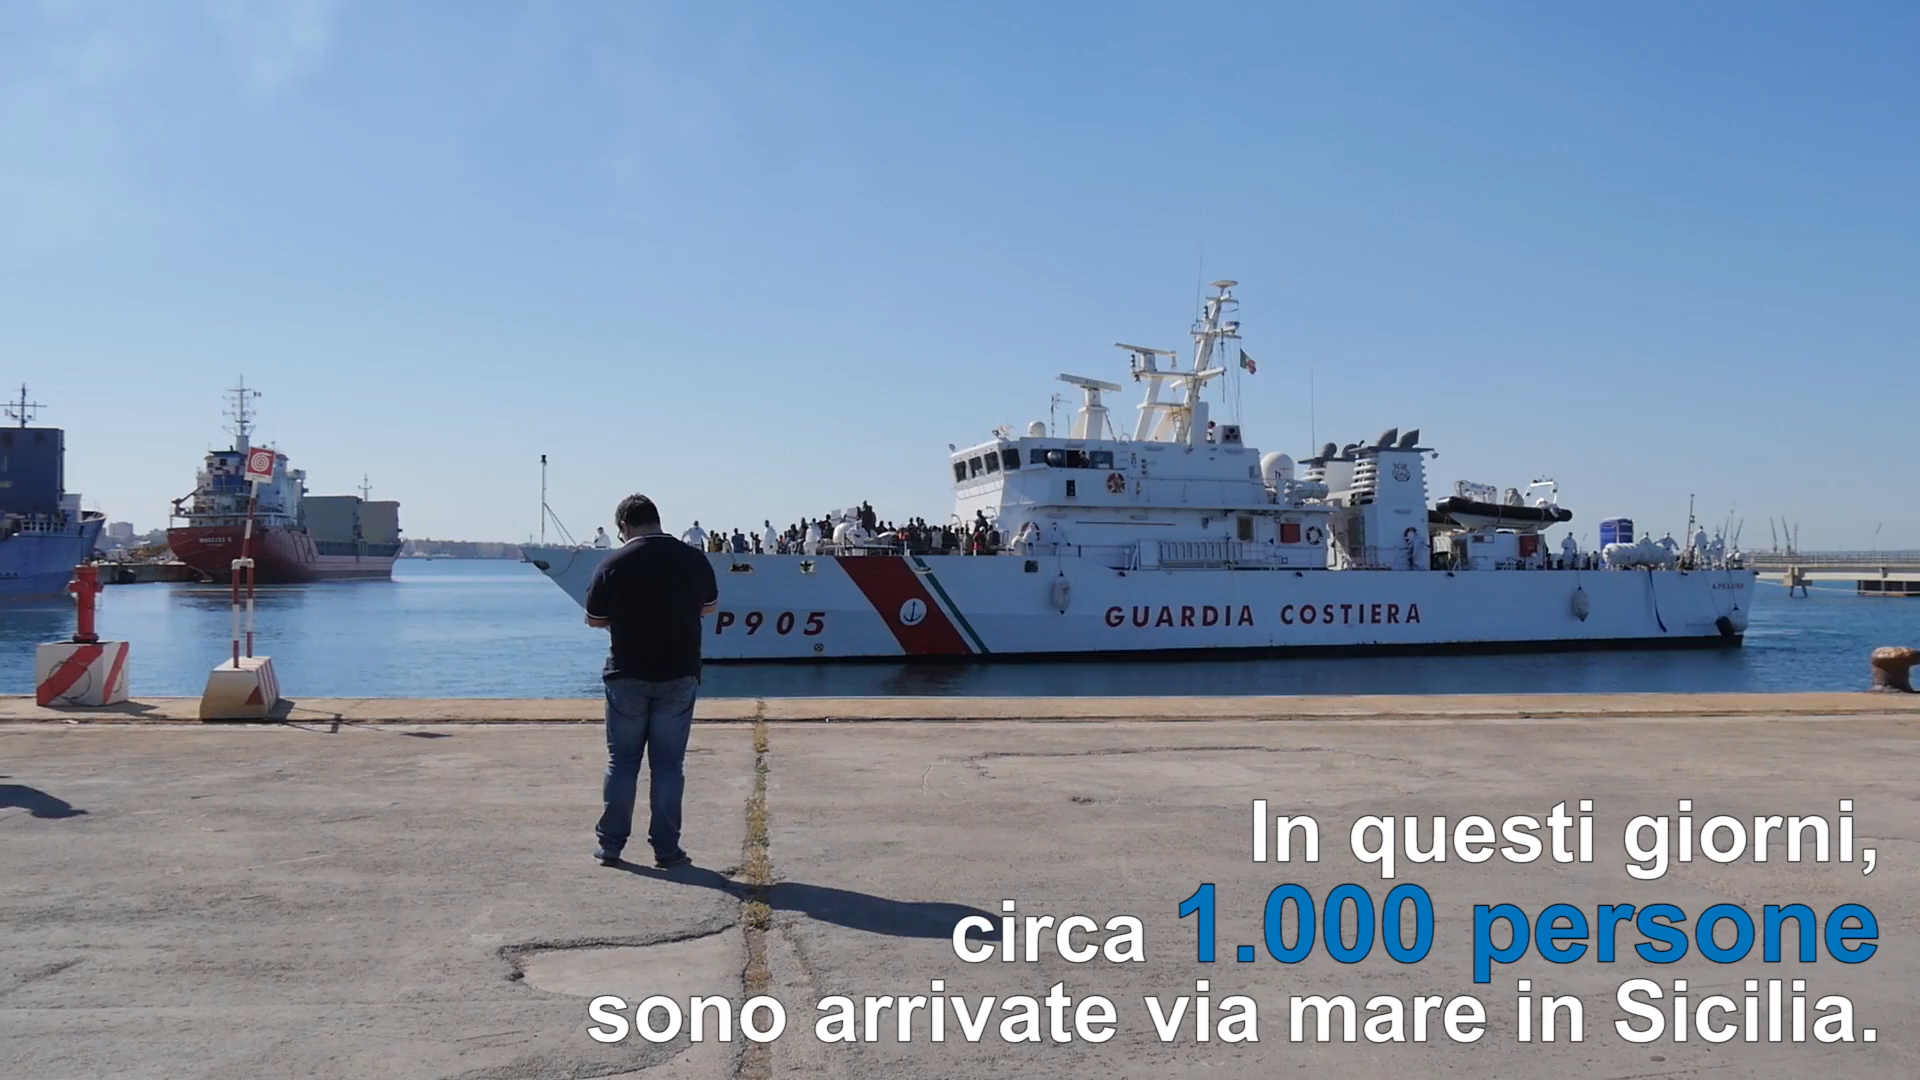 P905
GUARDIA COSTIERA
In questi giorni,
circa 1.000 persone
sono arrivate via mare in Sicilia.